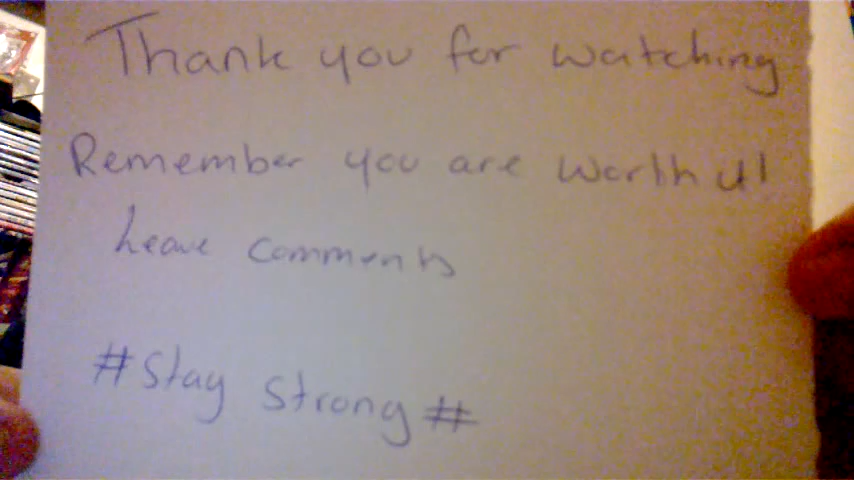 Thank you for watching
Remember you are worth it!
Leave comments
#Stay Strong#